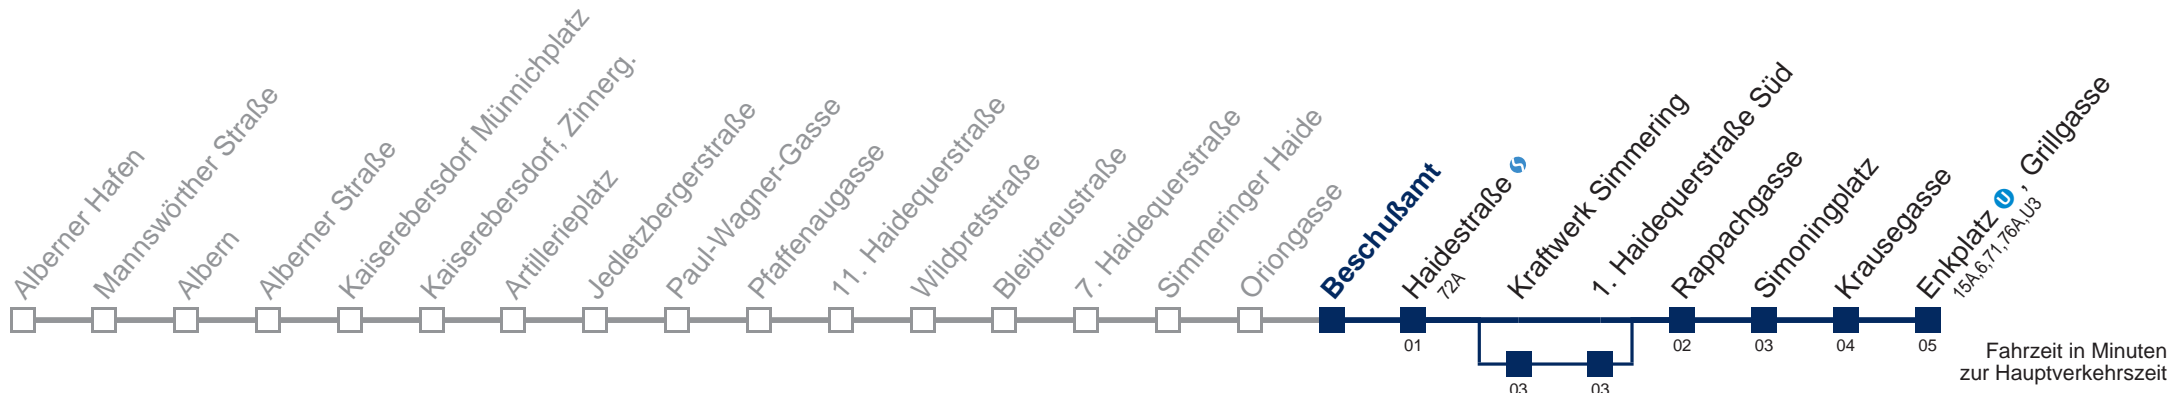 Alberner Hafen
Mannswörther Straße
Albern
Alberner Straße
Kaiserebersdorf Münnichplatz
Kaiserebersdorf, Zinnerg.
Artillerieplatz
Jedletzbergerstraße
Paul-Wagner-Gasse
Pfaffenaugasse
11. Haidequerstraße
Wildpretstraße
Bleibtreustraße
7. Haidequerstraße
Simmeringer Haide
Oriongasse
Beschußamt
Haidestraße S
72A
Kraftwerk Simmering
1. Haidequerstraße Süd
Rappachgasse
Simoningplatz
Krausegasse
Enkplatz U , Grillgasse
15A,6,71,76A,U3
01
02
03
04
05
03
03
Fahrzeit in Minuten
zur Hauptverkehrszeit